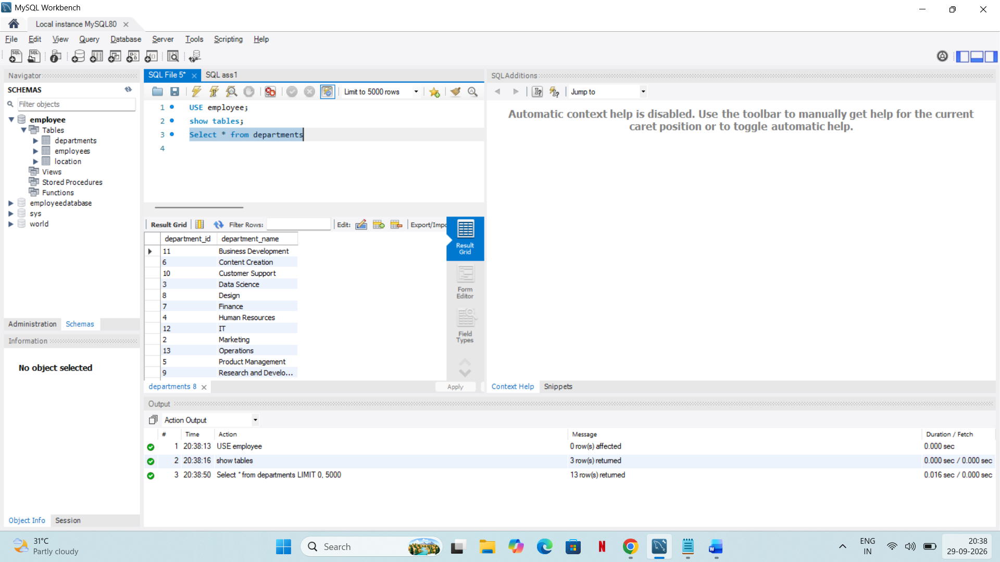 MySQL Workbench
Local instance MySQL80
File Edit View Query Database Server Tools Scripting Help
Navigator
SCHEMAS
Filter objects
employee
Tables
departments
employees
location
Views
Stored Procedures
Functions
employeedatabase
sys
world
Administration Schemas
Information
No object selected
Object Info Session
SQL File 5* SQL ass1
Limit to 5000 rows
1 USE employee;
2 show tables;
3 Select * from departments
4
Result Grid Filter Rows: Edit: Export/Impo
department_id department_name
11 Business Development
6 Content Creation
10 Customer Support
3 Data Science
8 Design
7 Finance
4 Human Resources
12 IT
2 Marketing
13 Operations
5 Product Management
9 Research and Develo...
Result
Grid
Form
Editor
Field
Types
departments 8
Apply
SQLAdditions
Jump to
Automatic context help is disabled. Use the toolbar to manually get help for the current
caret position or to toggle automatic help.
Context Help Snippets
Output
Action Output
# Time Action Message Duration / Fetch
1 20:38:13 USE employee 0 row(s) affected 0.000 sec
2 20:38:16 show tables 3 row(s) returned 0.000 sec / 0.000 sec
3 20:38:50 Select * from departments LIMIT 0, 5000 13 row(s) returned 0.016 sec / 0.000 sec
31°C
Partly cloudy
Search
ENG
IN
20:38
29-09-2026